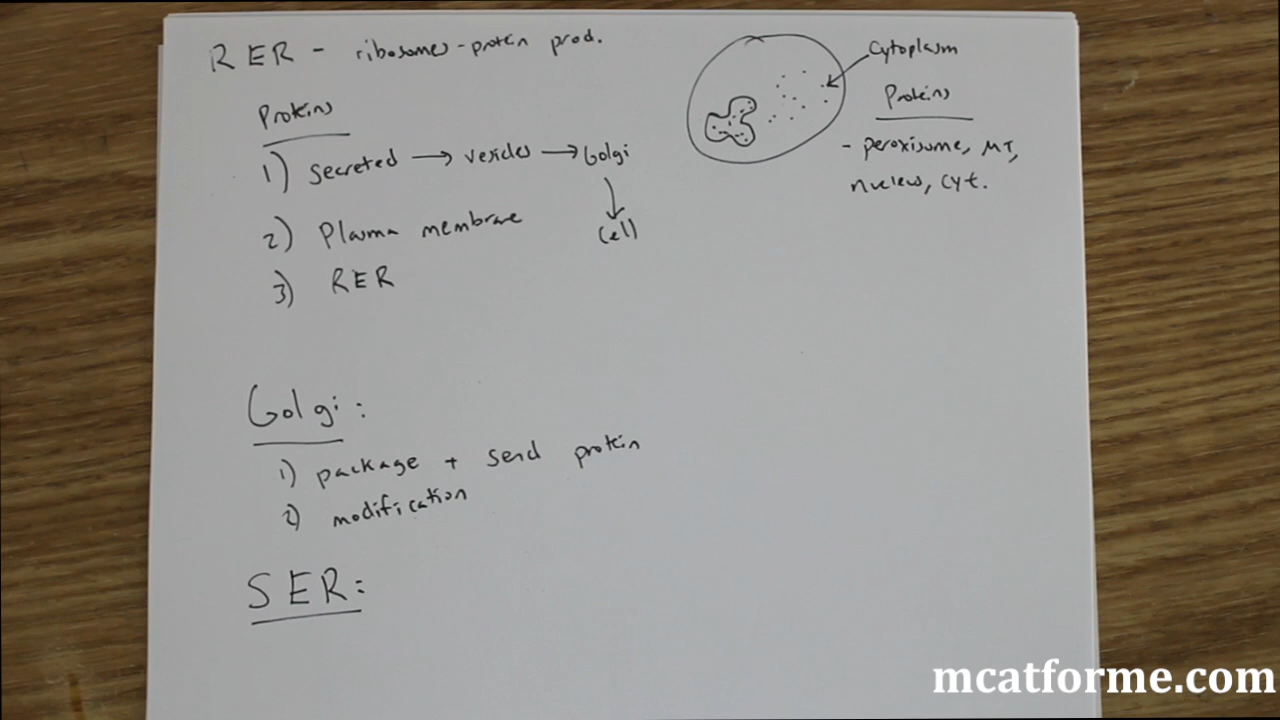 RER - ribosomes - protein prod.
Proteins
1) Secreted → vesicles → Golgi
↓
Cell
2) Plasma membrane
3) RER
Cytoplasm
Proteins
- peroxisome, MT,
nucleus, cyt.
Golgi:
1) package + send protein
2) modification
SER:
mcatforme.com